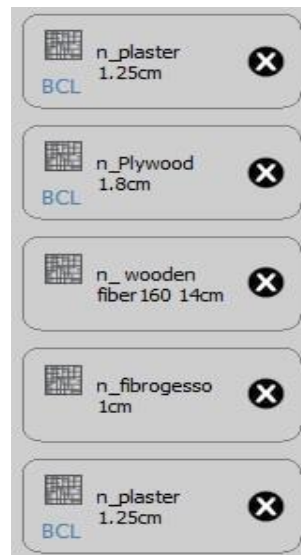 n_plaster
1.25cm
BCL
n_Plywood
1.8cm
BCL
n_ wooden
fiber 160 14cm
n_fibrogesso
1cm
n_plaster
1.25cm
BCL